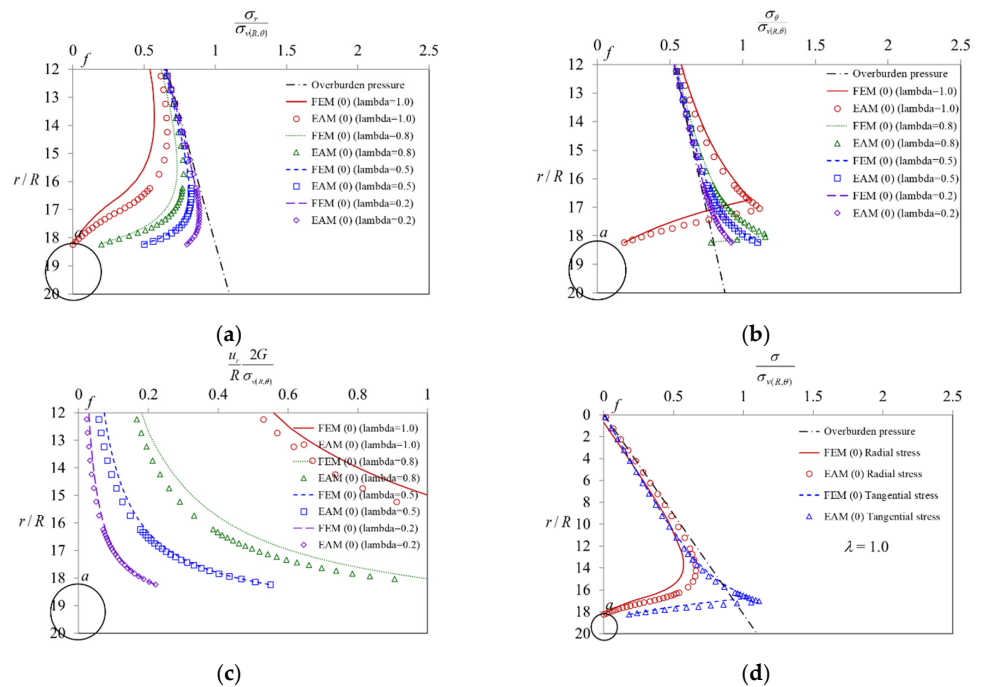 σr / σv(R,θ)
0 f 0.5 1 1.5 2 2.5
12
13
14
15
r/R 16
17
18
19
20
a
Overburden pressure
FEM (0) (lambda=1.0)
EAM (0) (lambda=1.0)
FEM (0) (lambda=0.8)
EAM (0) (lambda=0.8)
FEM (0) (lambda=0.5)
EAM (0) (lambda=0.5)
FEM (0) (lambda=0.2)
EAM (0) (lambda=0.2)
(a)
σθ / σv(R,θ)
0 f 0.5 1 1.5 2 2.5
12
13
14
15
r/R 16
17
18
19
20
a
Overburden pressure
FEM (0) (lambda=1.0)
EAM (0) (lambda=1.0)
FEM (0) (lambda=0.8)
EAM (0) (lambda=0.8)
FEM (0) (lambda=0.5)
EAM (0) (lambda=0.5)
FEM (0) (lambda=0.2)
EAM (0) (lambda=0.2)
(b)
ur / R 2G / σv(R,θ)
0 f 0.2 0.4 0.6 0.8 1
12
13
14
15
r/R 16
17
18
19
20
a
FEM (0) (lambda=1.0)
EAM (0) (lambda=1.0)
FEM (0) (lambda=0.8)
EAM (0) (lambda=0.8)
FEM (0) (lambda=0.5)
EAM (0) (lambda=0.5)
FEM (0) (lambda=0.2)
EAM (0) (lambda=0.2)
(c)
σ / σv(R,θ)
0 f 0.5 1 1.5 2 2.5
0
2
4
6
8
r/R 10
12
14
16
18
20
a
Overburden pressure
FEM (0) Radial stress
EAM (0) Radial stress
FEM (0) Tangential stress
EAM (0) Tangential stress
λ = 1.0
(d)